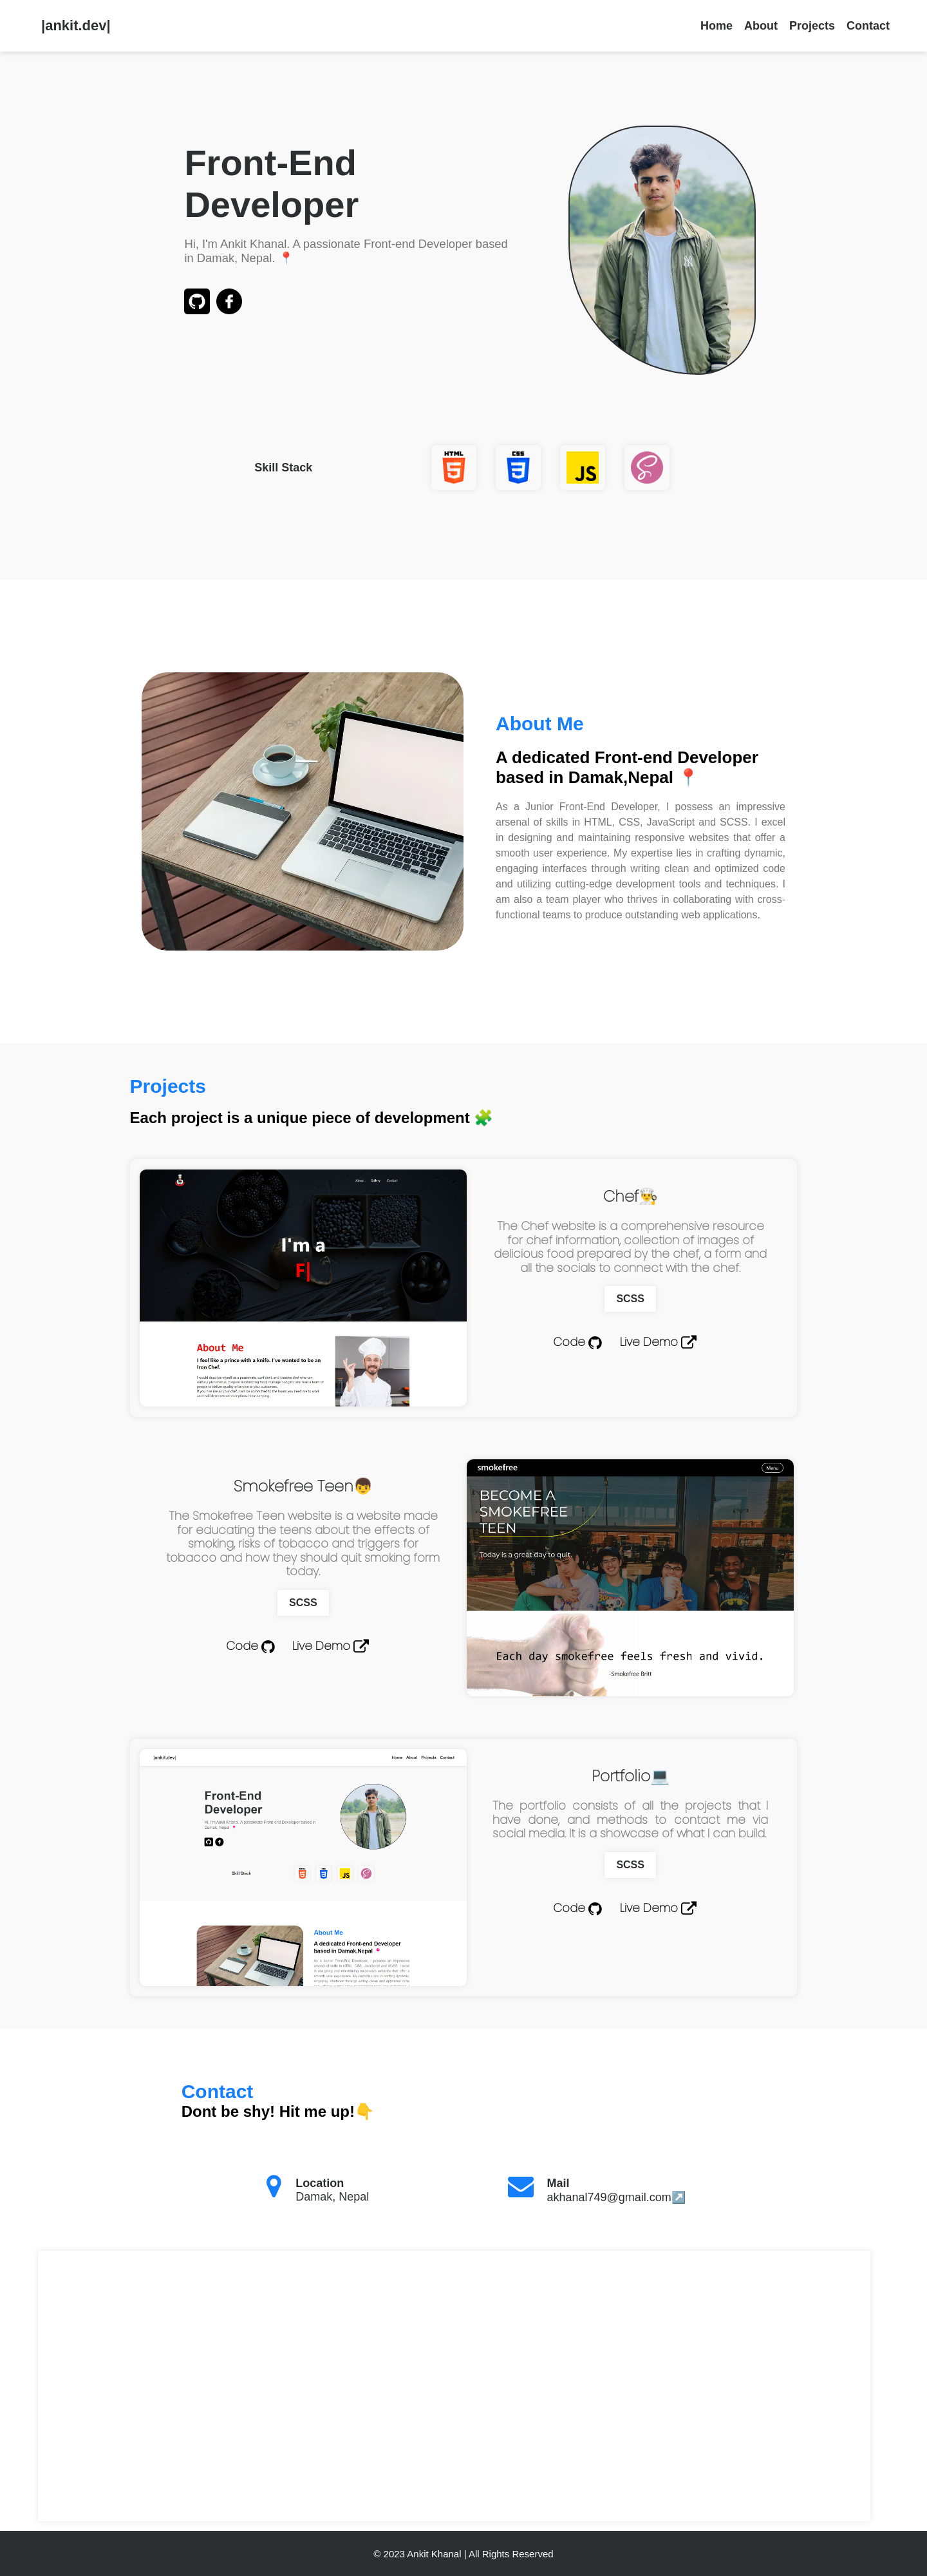 |ankit.dev|
Home About Projects Contact
Front-End
Developer
Hi, I'm Ankit Khanal. A passionate Front-end Developer based
in Damak, Nepal. 📍
Skill Stack
HTML
5
CSS
3
JS
About Me
A dedicated Front-end Developer
based in Damak,Nepal 📍
As a Junior Front-End Developer, I possess an impressive
arsenal of skills in HTML, CSS, JavaScript and SCSS. I excel
in designing and maintaining responsive websites that offer a
smooth user experience. My expertise lies in crafting dynamic,
engaging interfaces through writing clean and optimized code
and utilizing cutting-edge development tools and techniques. I
am also a team player who thrives in collaborating with cross-
functional teams to produce outstanding web applications.
Projects
Each project is a unique piece of development 🧩
About Gallery Contact
I'm a
F|
About Me
I feel like a prince with a knife. I've wanted to be an
Iron Chef.
Chef👨‍🍳
The Chef website is a comprehensive resource
for chef information, collection of images of
delicious food prepared by the chef, a form and
all the socials to connect with the chef.
SCSS
Code Live Demo
Smokefree Teen👦
The Smokefree Teen website is a website made
for educating the teens about the effects of
smoking, risks of tobacco and triggers for
tobacco and how they should quit smoking form
today.
SCSS
Code Live Demo
smokefree
Menu
BECOME A
SMOKEFREE
TEEN
Today is a great day to quit.
Each day smokefree feels fresh and vivid.
-Smokefree Britt
|ankit.dev|
Home About Projects Contact
Front-End
Developer
Hi, I'm Ankit Khanal. A passionate Front-end Developer based in
Damak, Nepal. 📍
Skill Stack
JS
About Me
A dedicated Front-end Developer
based in Damak,Nepal 📍
Portfolio💻
The portfolio consists of all the projects that I
have done, and methods to contact me via
social media. It is a showcase of what I can build.
SCSS
Code Live Demo
Contact
Dont be shy! Hit me up!👇
Location
Damak, Nepal
Mail
akhanal749@gmail.com↗️
© 2023 Ankit Khanal | All Rights Reserved